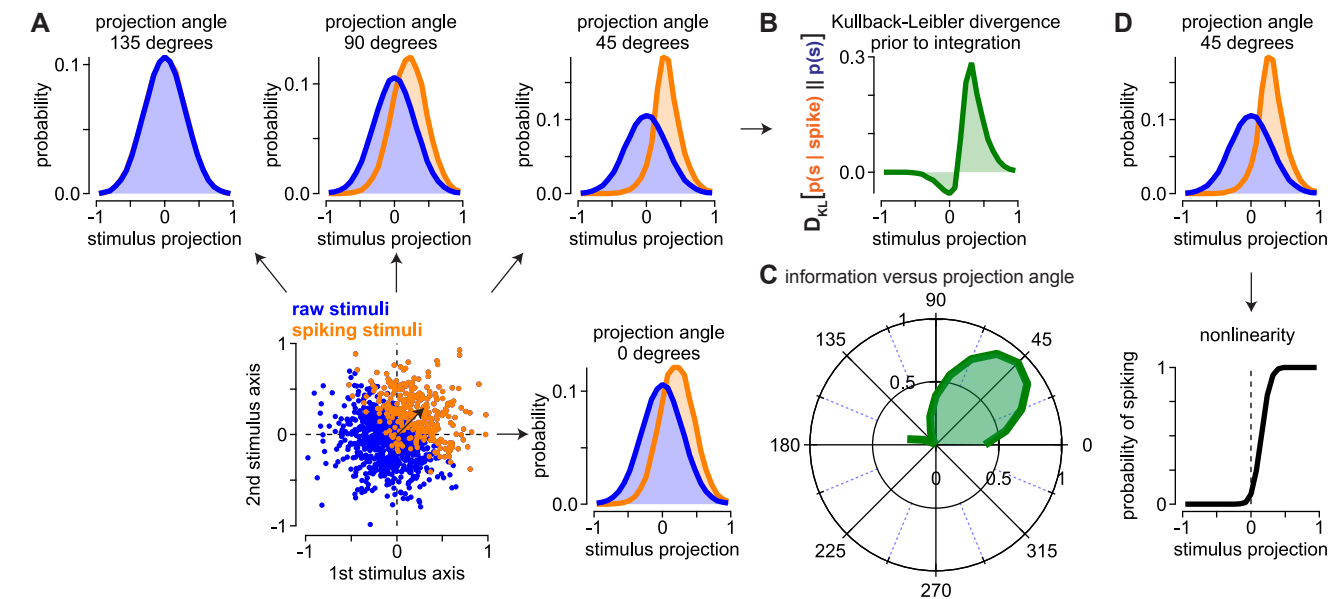 A
projection angle
135 degrees
0.1
0.0
probability
-1 0 1
stimulus projection
projection angle
90 degrees
0.1
0.0
probability
-1 0 1
stimulus projection
projection angle
45 degrees
0.1
0.0
probability
-1 0 1
stimulus projection
raw stimuli
spiking stimuli
1
0
-1
2nd stimulus axis
-1 0 1
1st stimulus axis
projection angle
0 degrees
0.1
0.0
probability
-1 0 1
stimulus projection
B
Kullback-Leibler divergence
prior to integration
0.3
0.0
DKL[p(s | spike) || p(s)]
-1 0 1
stimulus projection
C information versus projection angle
90
135 1 45
0.5
180 0
0 0.5 1
225 315
270
D
projection angle
45 degrees
0.1
0.0
probability
-1 0 1
stimulus projection
nonlinearity
1
0
probability of spiking
-1 0 1
stimulus projection